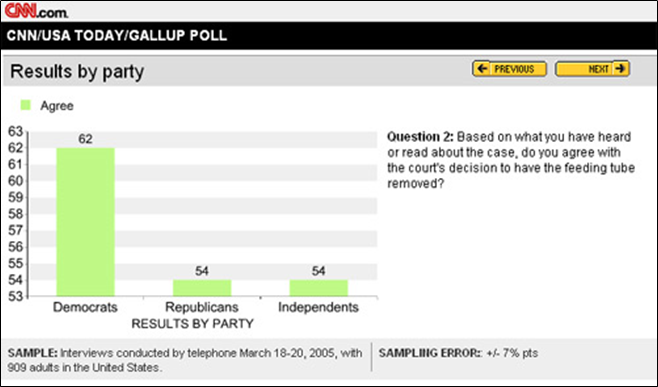 CNN.com.
CNN/USA TODAY/GALLUP POLL
Results by party
PREVIOUS
NEXT
Agree
63
62
61
60
59
58
57
56
55
54
53
62
54
54
Democrats
Republicans
Independents
RESULTS BY PARTY
Question 2: Based on what you have heard
or read about the case, do you agree with
the court's decision to have the feeding tube
removed?
SAMPLE: Interviews conducted by telephone March 18-20, 2005, with
909 adults in the United States.
SAMPLING ERROR: +/- 7% pts